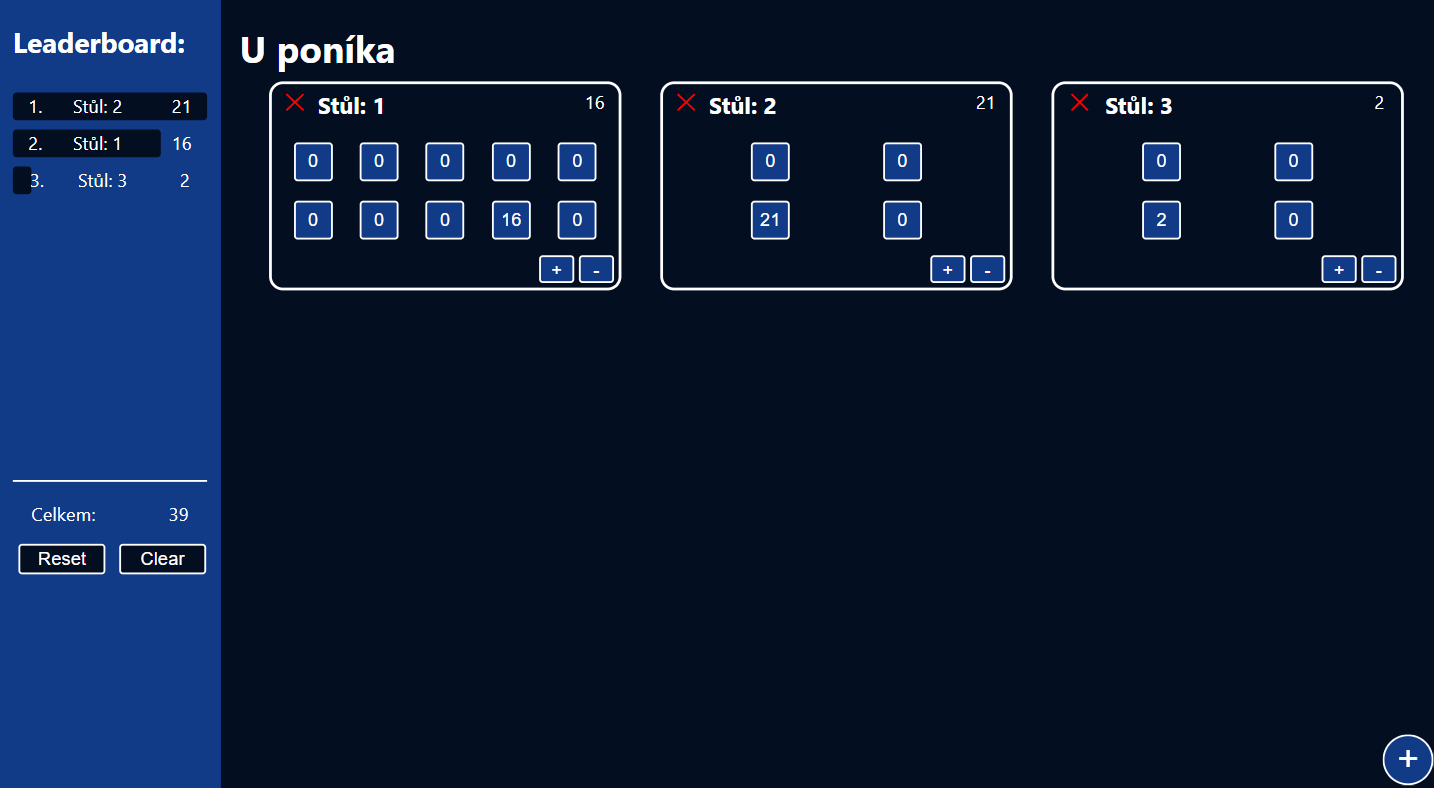 Leaderboard:
1. Stůl: 2 21
2. Stůl: 1 16
3. Stůl: 3 2
Celkem: 39
Reset Clear
U poníka
Stůl: 1 16
0 0 0 0 0
0 0 0 16 0
+ -
Stůl: 2 21
0 0
21 0
+ -
Stůl: 3 2
0 0
2 0
+ -
+